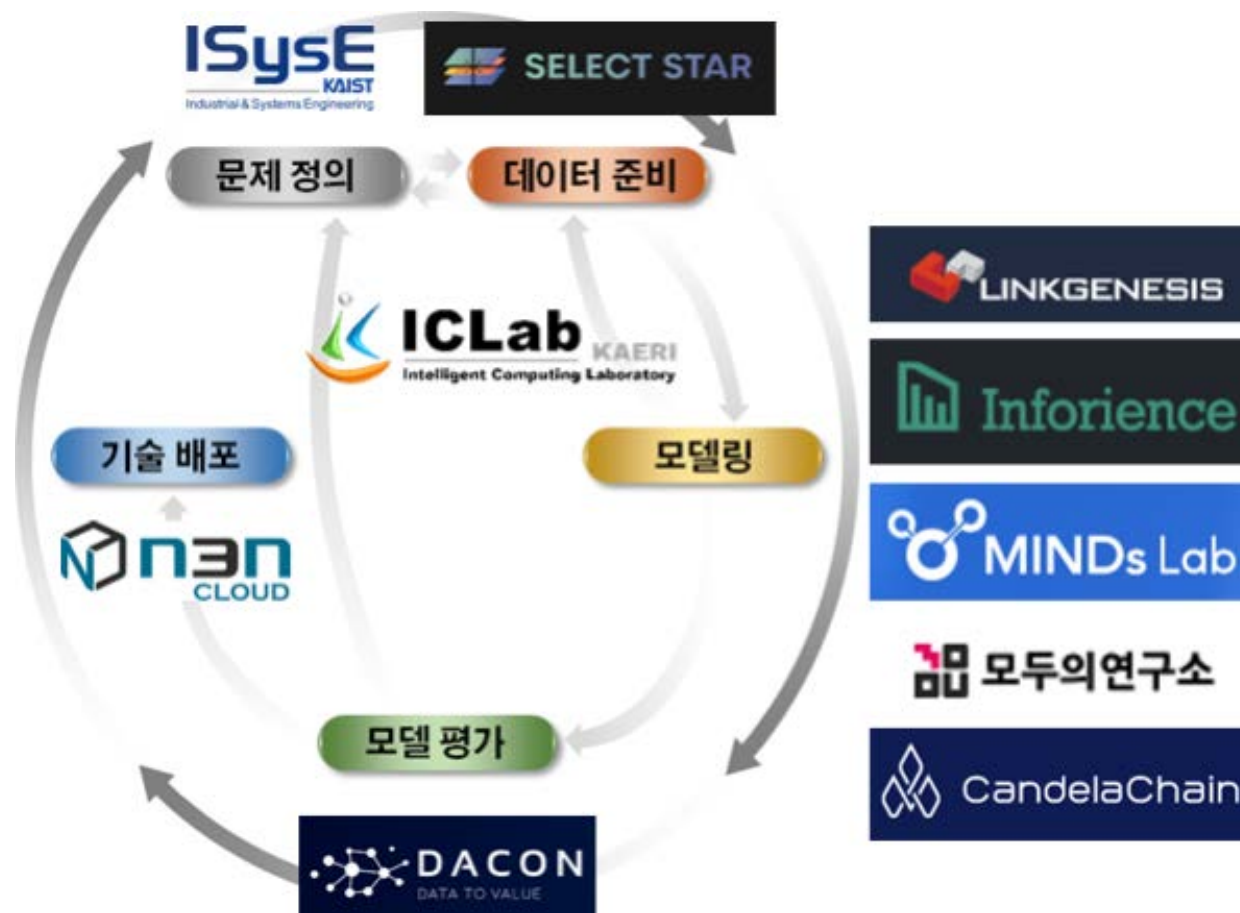 ISysE
KAIST
Industrial & Systems Engineering
SELECT STAR
문제 정의
데이터 준비
LINKGENESIS
ICLab KAERI
Intelligent Computing Laboratory
Inforience
기술 배포
모델링
n3n
CLOUD
MINDs Lab
모두의연구소
모델 평가
CandelaChain
DACON
DATA TO VALUE